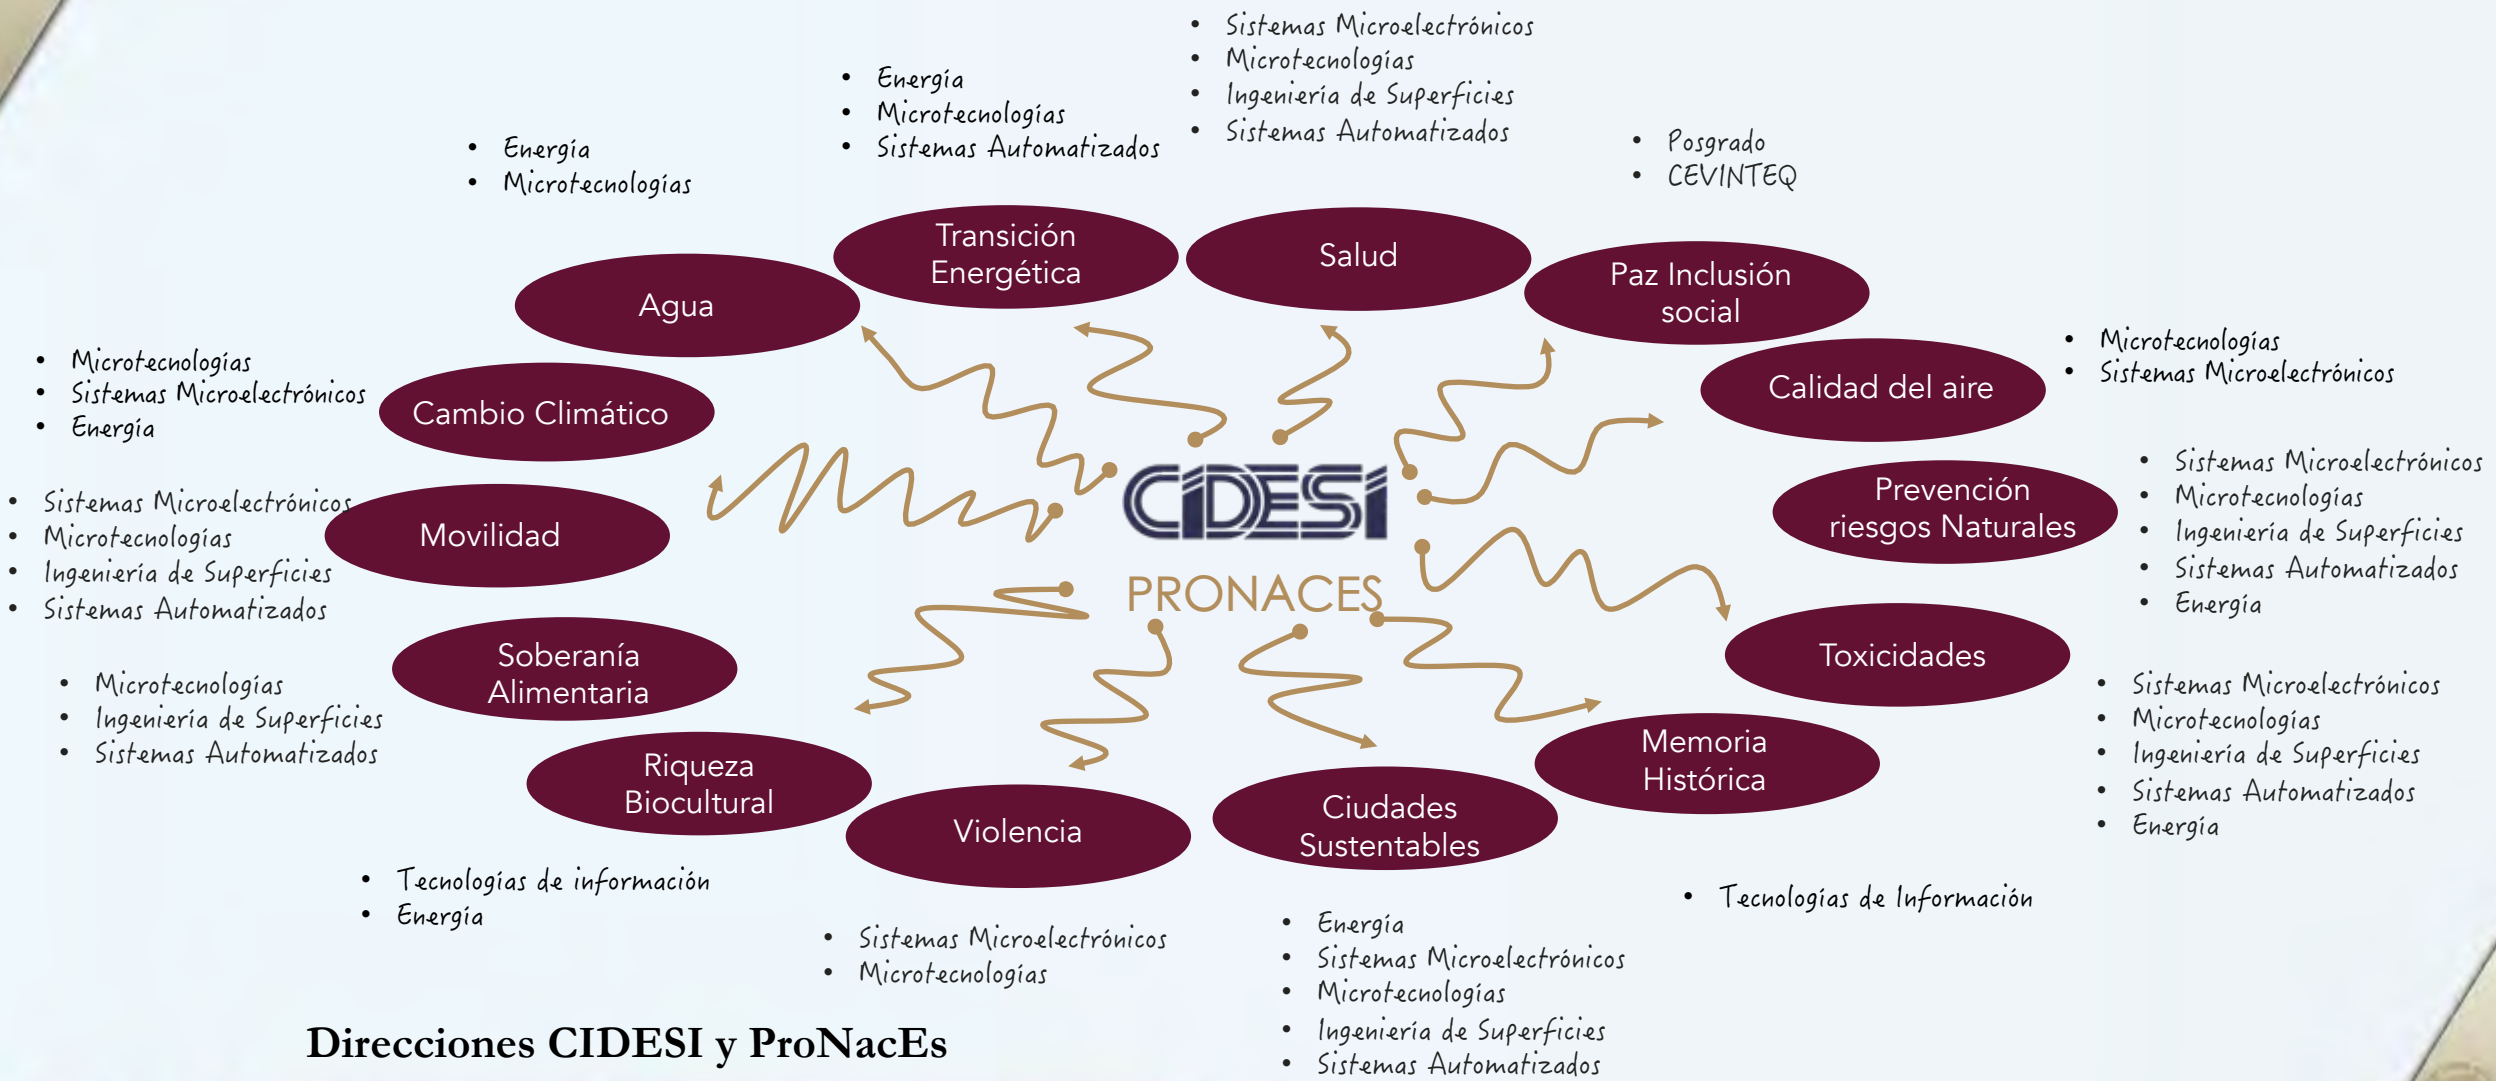 • Sistemas Microelectrónicos
• Microtecnologías
• Ingeniería de Superficies
• Sistemas Automatizados
• Energía
• Microtecnologías
• Sistemas Automatizados
• Energía
• Microtecnologías
• Posgrado
• CEVINTEQ
Transición
Energética
Salud
Paz Inclusión
social
Agua
• Microtecnologías
• Sistemas Microelectrónicos
• Energía
Cambio Climático
Calidad del aire
• Microtecnologías
• Sistemas Microelectrónicos
• Sistemas Microelectrónicos
• Microtecnologías
• Ingeniería de Superficies
• Sistemas Automatizados
Movilidad
CIDESI
PRONACES
Prevención
riesgos Naturales
• Sistemas Microelectrónicos
• Microtecnologías
• Ingeniería de Superficies
• Sistemas Automatizados
• Energía
Soberanía
Alimentaria
• Microtecnologías
• Ingeniería de Superficies
• Sistemas Automatizados
Toxicidades
• Sistemas Microelectrónicos
• Microtecnologías
• Ingeniería de Superficies
• Sistemas Automatizados
• Energía
Riqueza
Biocultural
• Tecnologías de información
• Energía
Violencia
• Sistemas Microelectrónicos
• Microtecnologías
Ciudades
Sustentables
• Energía
• Sistemas Microelectrónicos
• Microtecnologías
• Ingeniería de Superficies
• Sistemas Automatizados
Memoria
Histórica
• Tecnologías de Información
Direcciones CIDESI y ProNacEs